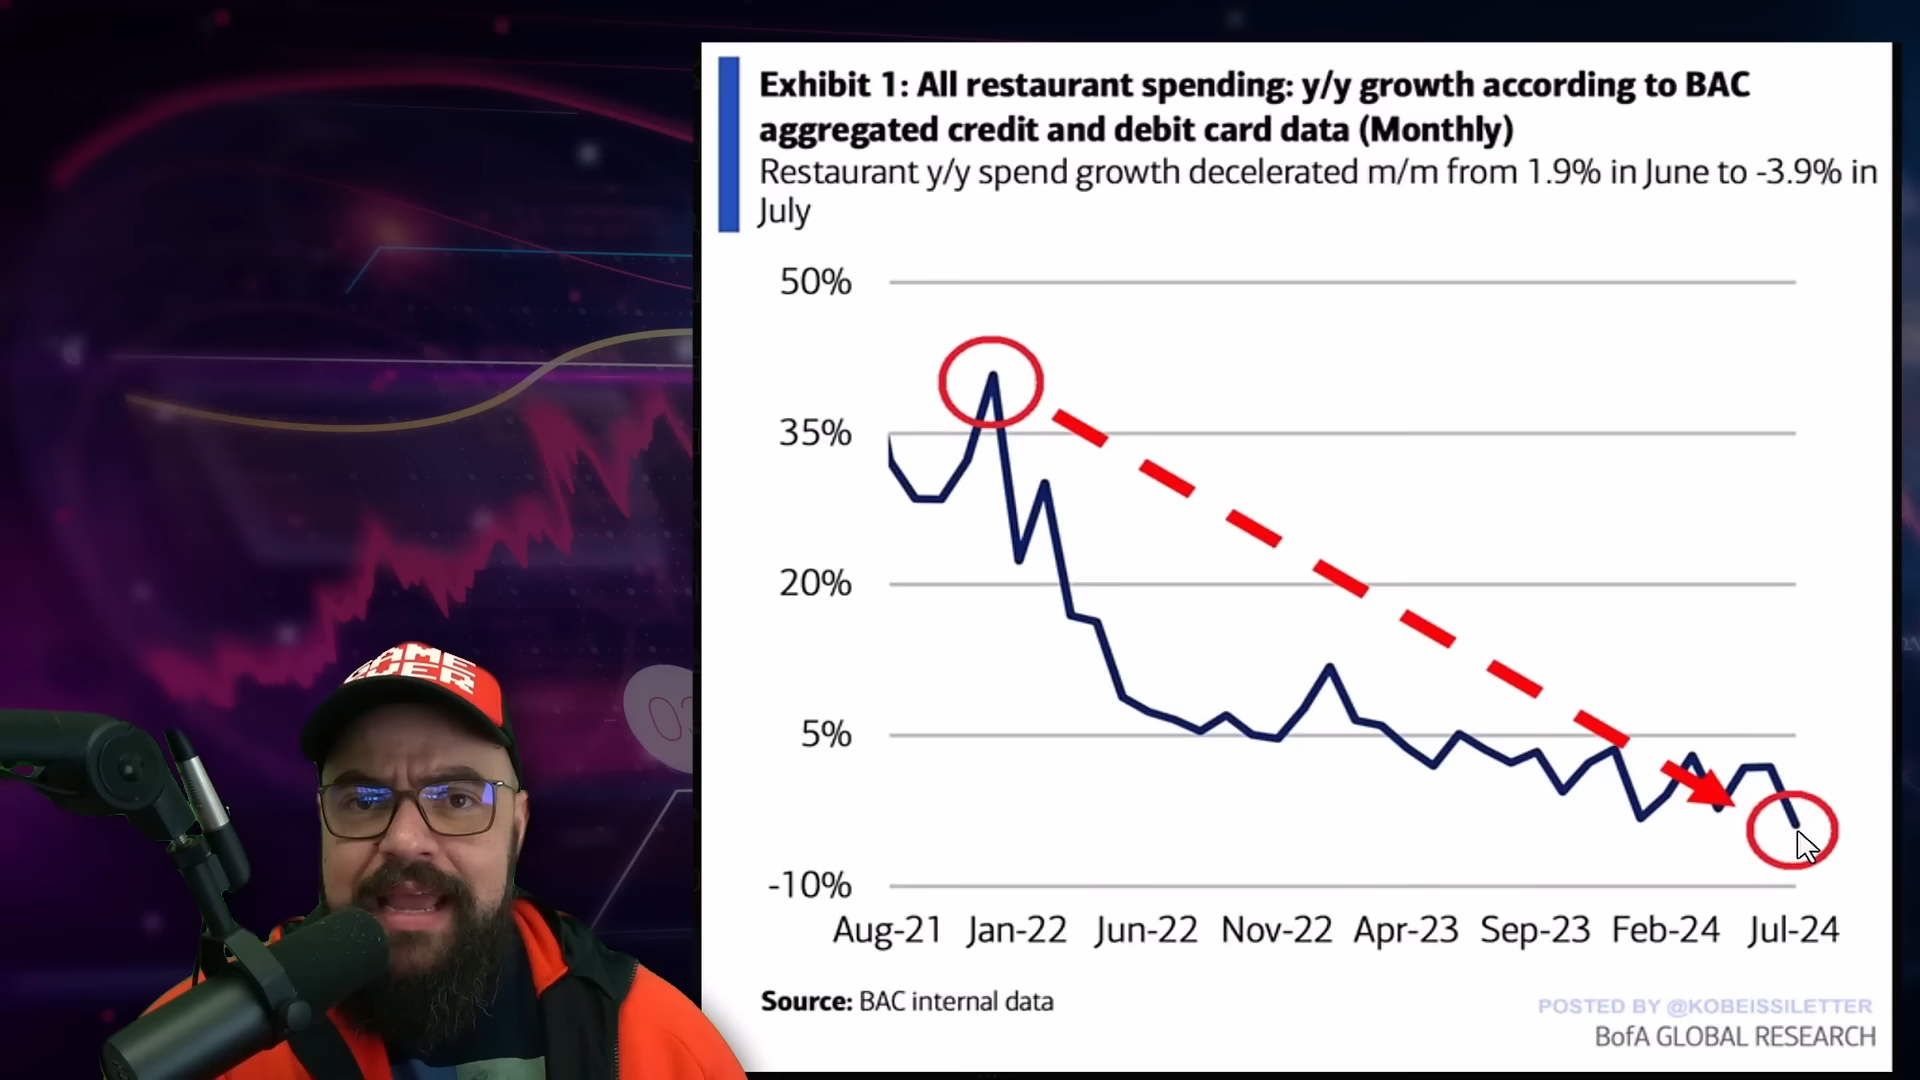 Exhibit 1: All restaurant spending: y/y growth according to BAC
aggregated credit and debit card data (Monthly)
Restaurant y/y spend growth decelerated m/m from 1.9% in June to -3.9% in
July
50%
35%
20%
5%
-10%
Aug-21 Jan-22 Jun-22 Nov-22 Apr-23 Sep-23 Feb-24 Jul-24
Source: BAC internal data
POSTED BY @KOBEISSILETTER
BofA GLOBAL RESEARCH
GAME
OVER